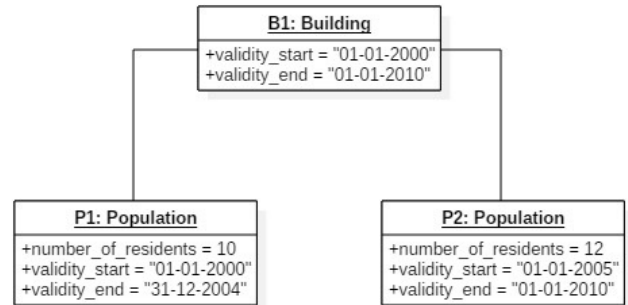 B1: Building
+validity_start = "01-01-2000"
+validity_end = "01-01-2010"
P1: Population
+number_of_residents = 10
+validity_start = "01-01-2000"
+validity_end = "31-12-2004"
P2: Population
+number_of_residents = 12
+validity_start = "01-01-2005"
+validity_end = "01-01-2010"